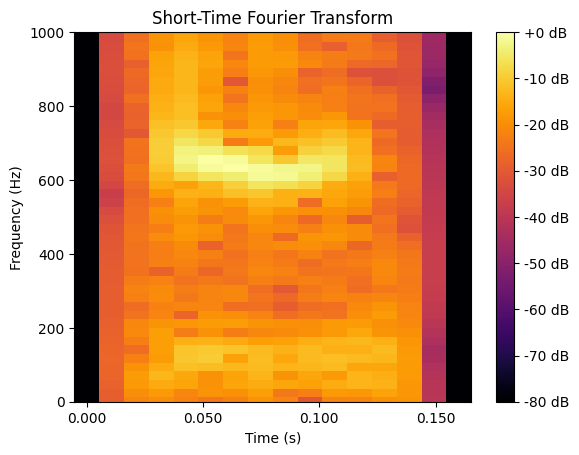 Short-Time Fourier Transform
Frequency (Hz)
1000
800
600
400
200
0
0.000
0.050
0.100
0.150
Time (s)
+0 dB
-10 dB
-20 dB
-30 dB
-40 dB
-50 dB
-60 dB
-70 dB
-80 dB